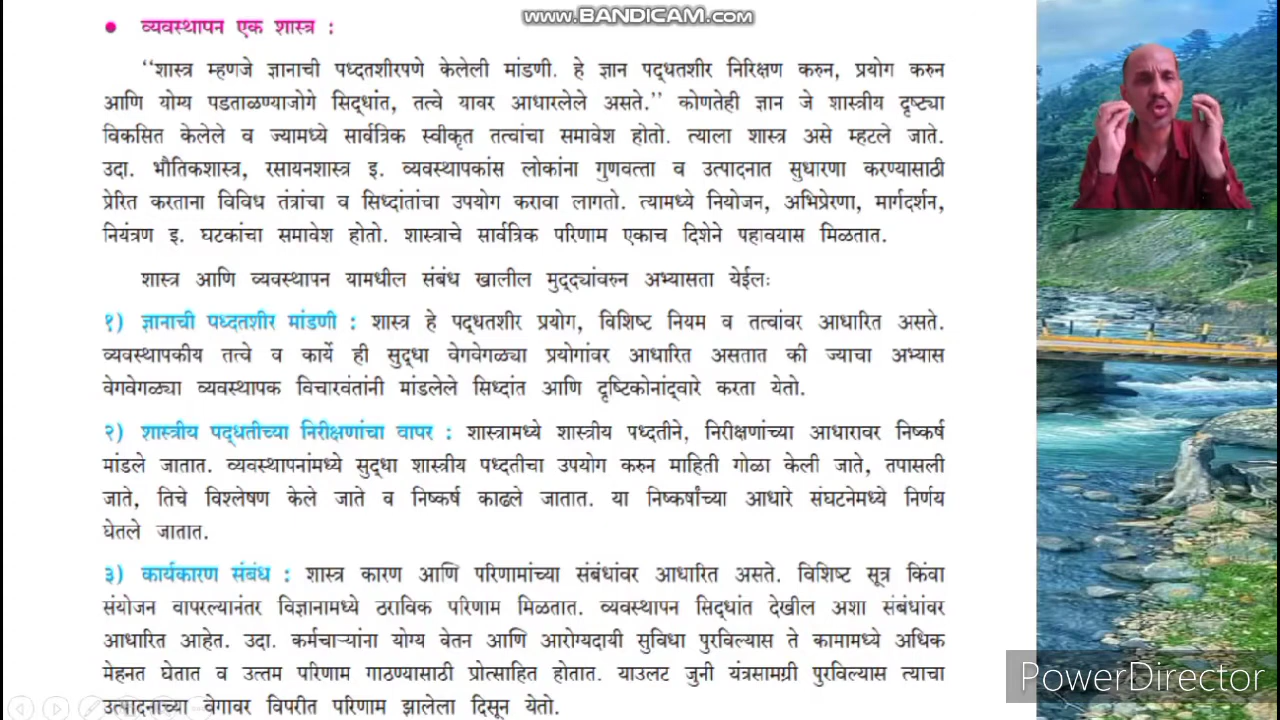 www.BANDICAM.com
• व्यवस्थापन एक शास्त्र :
‘‘शास्त्र म्हणजे ज्ञानाची पध्दतशीरपणे केलेली मांडणी. हे ज्ञान पद्धतशीर निरिक्षण करुन, प्रयोग करुन
आणि योग्य पडताळण्याजोगे सिद्धांत, तत्वे यावर आधारलेले असते.’’ कोणतेही ज्ञान जे शास्त्रीय दृष्ट्या
विकसित केलेले व ज्यामध्ये सार्वत्रिक स्वीकृत तत्वांचा समावेश होतो. त्याला शास्त्र असे म्हटले जाते.
उदा. भौतिकशास्त्र, रसायनशास्त्र इ. व्यवस्थापकांस लोकांना गुणवत्ता व उत्पादनात सुधारणा करण्यासाठी
प्रेरित करताना विविध तंत्रांचा व सिध्दांतांचा उपयोग करावा लागतो. त्यामध्ये नियोजन, अभिप्रेरणा, मार्गदर्शन,
नियंत्रण इ. घटकांचा समावेश होतो. शास्त्राचे सार्वत्रिक परिणाम एकाच दिशेने पहावयास मिळतात.
शास्त्र आणि व्यवस्थापन यामधील संबंध खालील मुद्द्यांवरुन अभ्यासता येईलः
१) ज्ञानाची पध्दतशीर मांडणी : शास्त्र हे पद्धतशीर प्रयोग, विशिष्ट नियम व तत्वांवर आधारित असते.
व्यवस्थापकीय तत्वे व कार्ये ही सुद्धा वेगवेगळ्या प्रयोगांवर आधारित असतात की ज्याचा अभ्यास
वेगवेगळ्या व्यवस्थापक विचारवंतांनी मांडलेले सिध्दांत आणि दृष्टिकोनांद्वारे करता येतो.
२) शास्त्रीय पद्धतीच्या निरीक्षणांचा वापर : शास्त्रामध्ये शास्त्रीय पध्दतीने, निरीक्षणांच्या आधारावर निष्कर्ष
मांडले जातात. व्यवस्थापनांमध्ये सुद्धा शास्त्रीय पध्दतीचा उपयोग करुन माहिती गोळा केली जाते, तपासली
जाते, तिचे विश्लेषण केले जाते व निष्कर्ष काढले जातात. या निष्कर्षांच्या आधारे संघटनेमध्ये निर्णय
घेतले जातात.
३) कार्यकारण संबंध : शास्त्र कारण आणि परिणामांच्या संबंधांवर आधारित असते. विशिष्ट सूत्र किंवा
संयोजन वापरल्यानंतर विज्ञानामध्ये ठराविक परिणाम मिळतात. व्यवस्थापन सिद्धांत देखील अशा संबंधांवर
आधारित आहेत. उदा. कर्मचाऱ्यांना योग्य वेतन आणि आरोग्यदायी सुविधा पुरविल्यास ते कामामध्ये अधिक
मेहनत घेतात व उत्तम परिणाम गाठण्यासाठी प्रोत्साहित होतात. याउलट जुनी यंत्रसामग्री पुरविल्यास त्याचा
उत्पादनाच्या वेगावर विपरीत परिणाम झालेला दिसून येतो.
PowerDirector